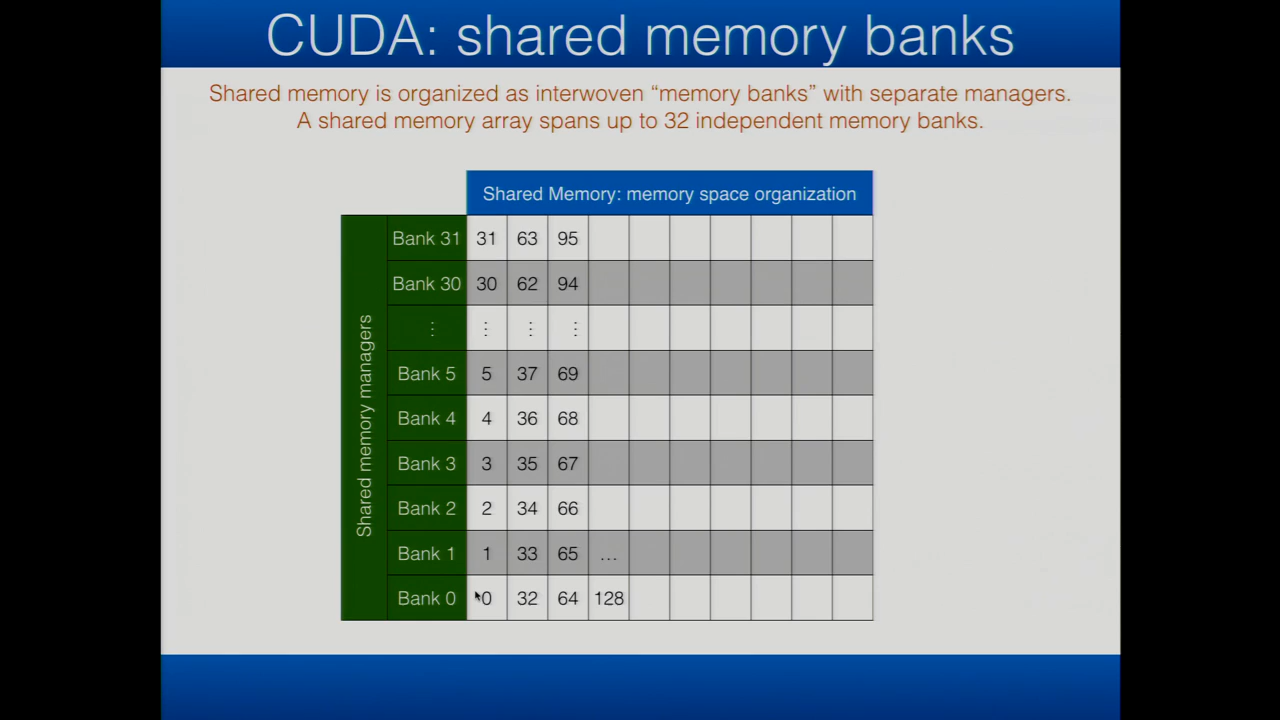 CUDA: shared memory banks
Shared memory is organized as interwoven “memory banks” with separate managers.
A shared memory array spans up to 32 independent memory banks.
Shared Memory: memory space organization
Shared memory managers
Bank 31 31 63 95
Bank 30 30 62 94
⋮ ⋮ ⋮ ⋮
Bank 5 5 37 69
Bank 4 4 36 68
Bank 3 3 35 67
Bank 2 2 34 66
Bank 1 1 33 65 …
Bank 0 0 32 64 128